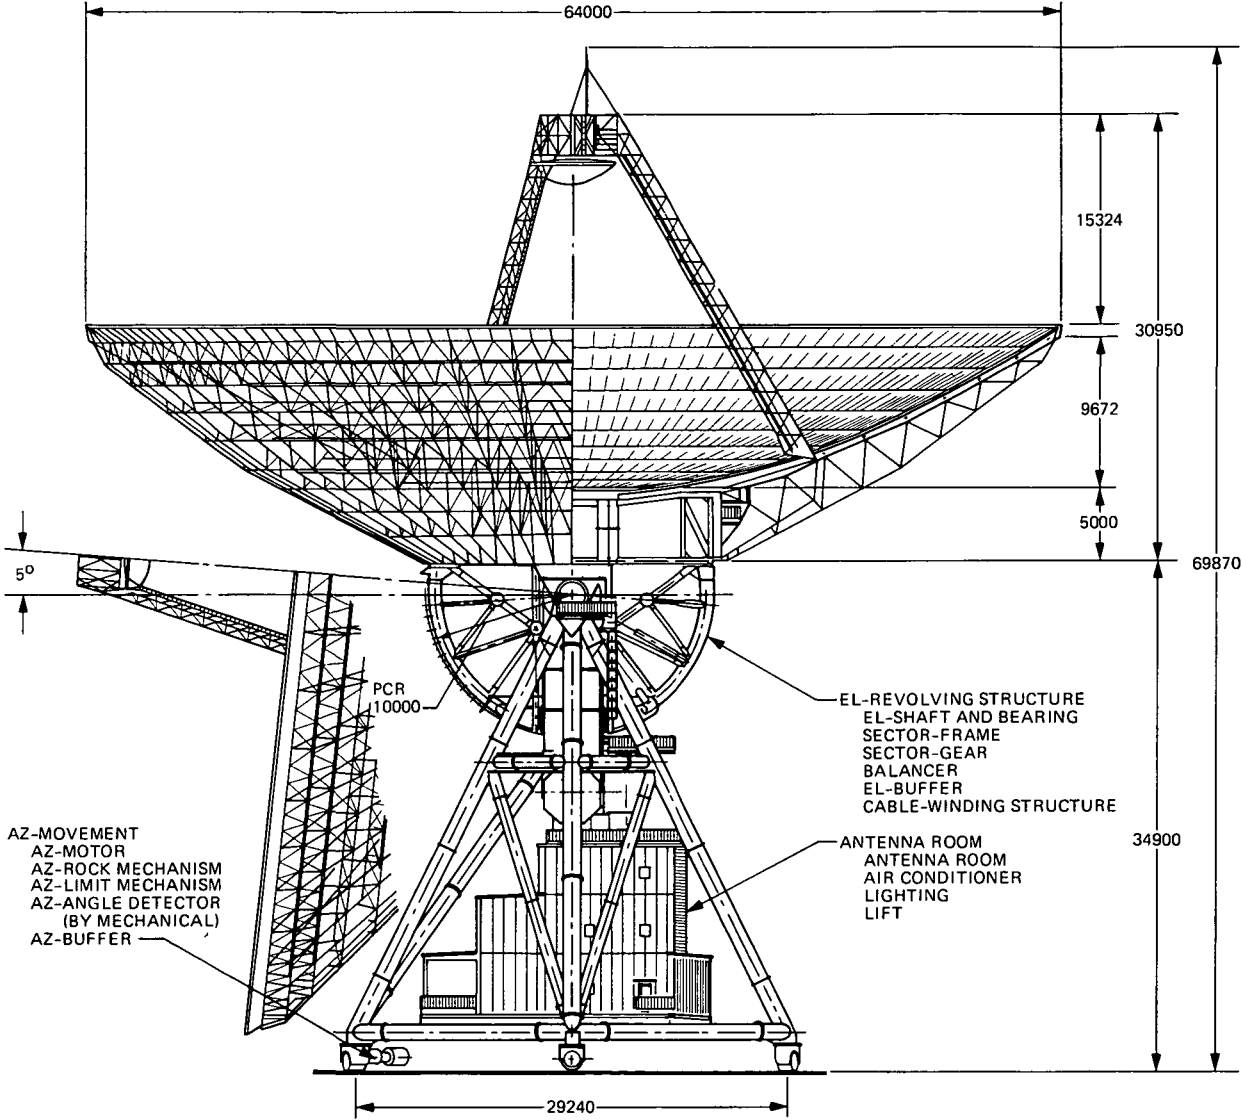 64000
15324
30950
9672
5000
69870
5°
PCR
10000
EL-REVOLVING STRUCTURE
EL-SHAFT AND BEARING
SECTOR-FRAME
SECTOR-GEAR
BALANCER
EL-BUFFER
CABLE-WINDING STRUCTURE
AZ-MOVEMENT
AZ-MOTOR
AZ-ROCK MECHANISM
AZ-LIMIT MECHANISM
AZ-ANGLE DETECTOR
(BY MECHANICAL)
AZ-BUFFER
ANTENNA ROOM
ANTENNA ROOM
AIR CONDITIONER
LIGHTING
LIFT
34900
29240